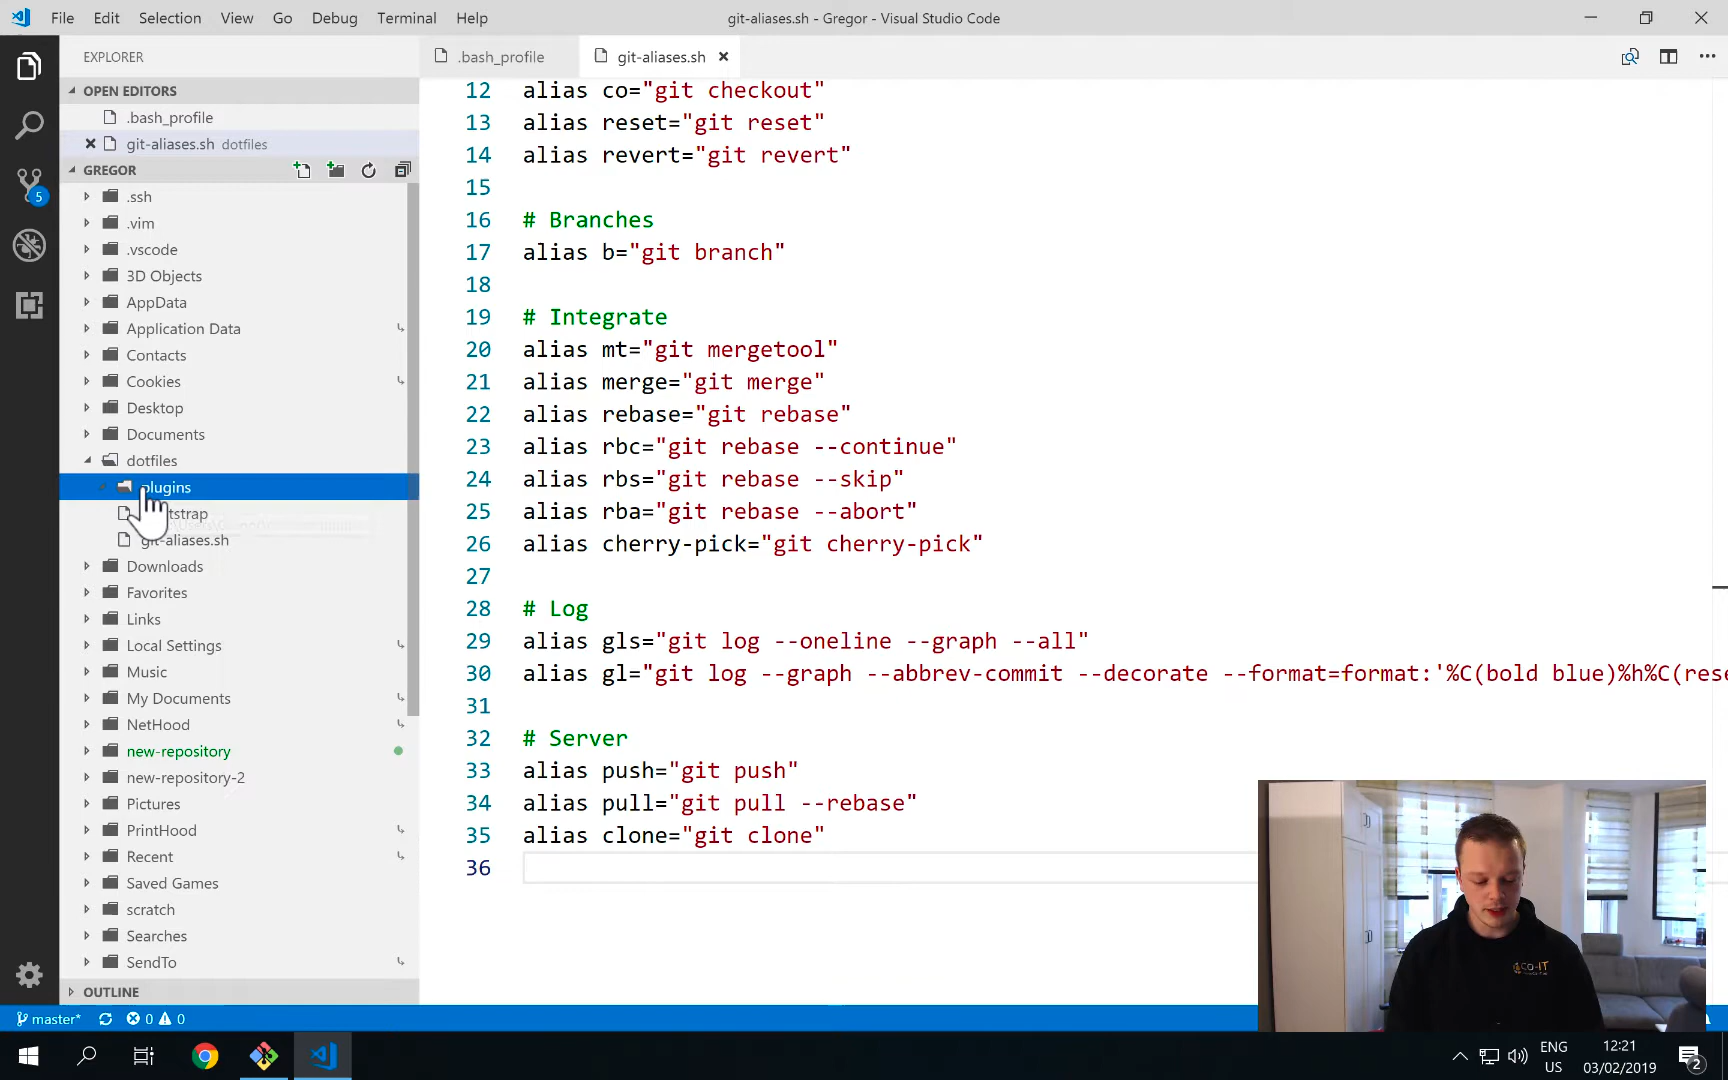 File Edit Selection View Go Debug Terminal Help
git-aliases.sh - Gregor - Visual Studio Code
EXPLORER
.bash_profile
git-aliases.sh
OPEN EDITORS
.bash_profile
git-aliases.sh dotfiles
GREGOR
.ssh
.vim
.vscode
3D Objects
AppData
Application Data
Contacts
Cookies
Desktop
Documents
dotfiles
plugins
git-aliases.sh
Downloads
Favorites
Links
Local Settings
Music
My Documents
NetHood
new-repository
new-repository-2
Pictures
PrintHood
Recent
Saved Games
scratch
Searches
SendTo
OUTLINE
5
12 alias co="git checkout"
13 alias reset="git reset"
14 alias revert="git revert"
15
16 # Branches
17 alias b="git branch"
18
19 # Integrate
20 alias mt="git mergetool"
21 alias merge="git merge"
22 alias rebase="git rebase"
23 alias rbc="git rebase --continue"
24 alias rbs="git rebase --skip"
25 alias rba="git rebase --abort"
26 alias cherry-pick="git cherry-pick"
27
28 # Log
29 alias gls="git log --oneline --graph --all"
30 alias gl="git log --graph --abbrev-commit --decorate --format=format:'%C(bold blue)%h%C(rese
31
32 # Server
33 alias push="git push"
34 alias pull="git pull --rebase"
35 alias clone="git clone"
36
CO-IT
master* 0 0
ENG
US
12:21
03/02/2019
2